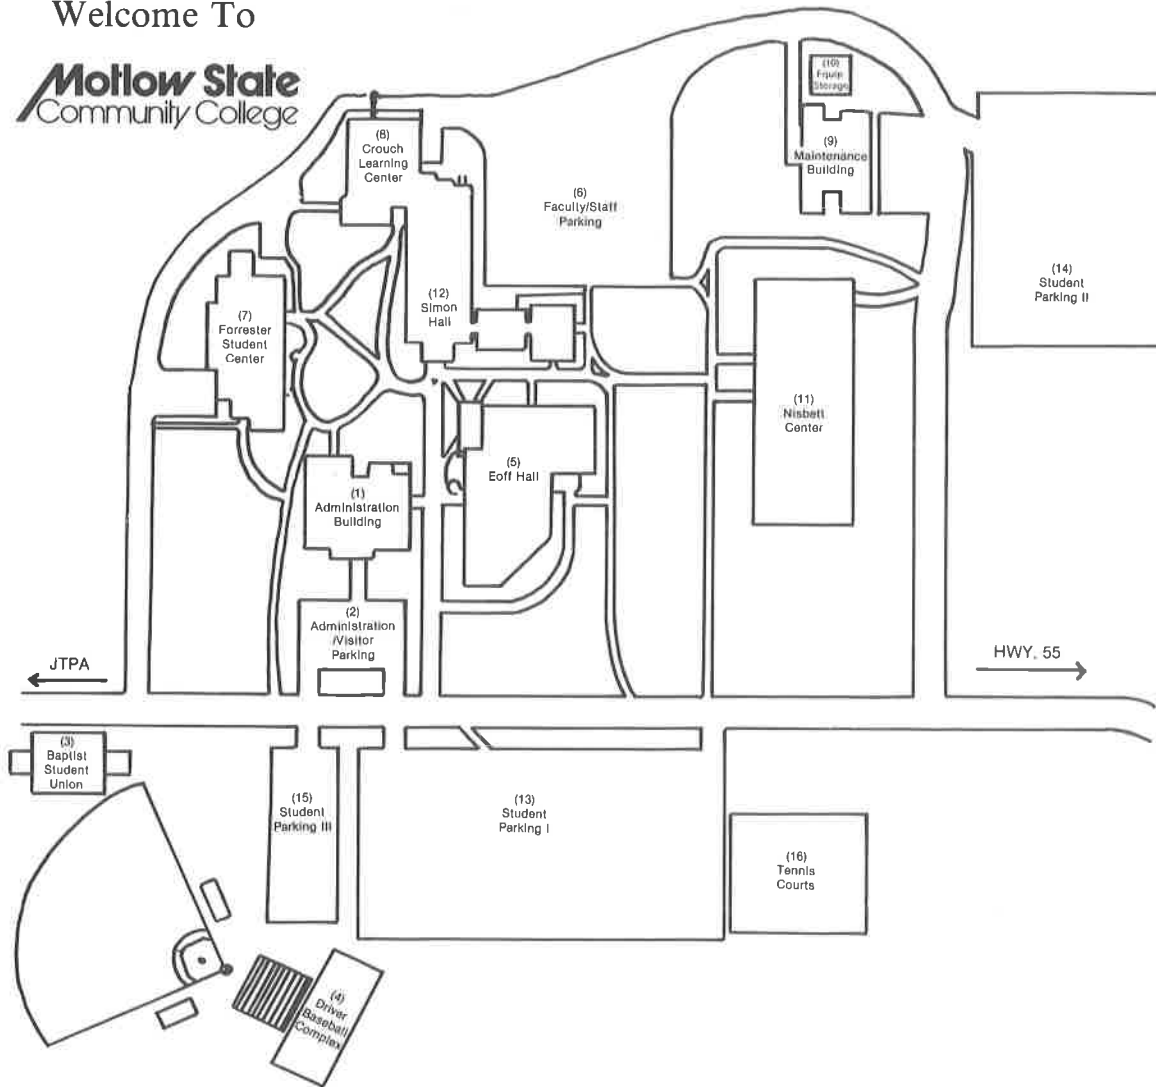 Welcome To
Motlow State
Community College
(10)
Equip
Storage
(8)
Crouch
Learning
Center
(9)
Maintenance
Building
(6)
Faculty/Staff
Parking
(14)
Student
Parking II
(12)
Simon
Hall
(7)
Forrester
Student
Center
(11)
Nisbett
Center
(5)
Eoff Hall
(1)
Administration
Building
(2)
Administration
/Visitor
Parking
JTPA
HWY. 55
(3)
Baptist
Student
Union
(15)
Student
Parking III
(13)
Student
Parking I
(16)
Tennis
Courts
(4)
Driver
Baseball
Complex